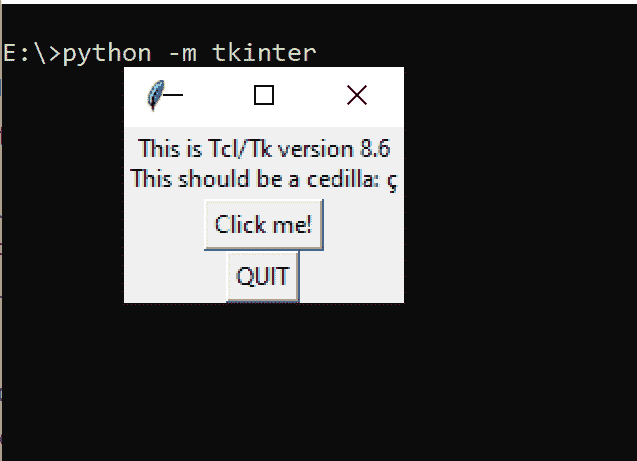 E:\>python -m tkinter
This is Tcl/Tk version 8.6
This should be a cedilla: ç
Click me!
QUIT